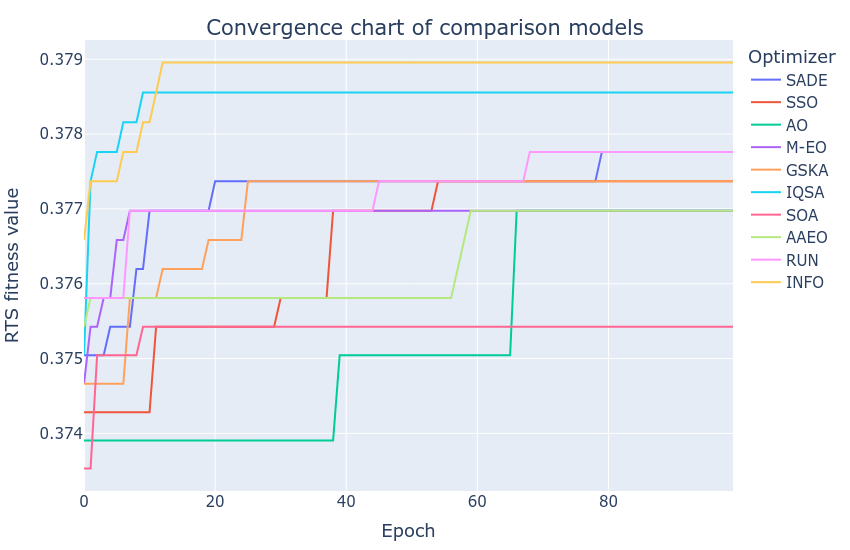 Convergence chart of comparison models
RTS fitness value
0.379
0.378
0.377
0.376
0.375
0.374
0
20
40
60
80
Epoch
Optimizer
SADE
SSO
AO
M-EO
GSKA
IQSA
SOA
AAEO
RUN
INFO